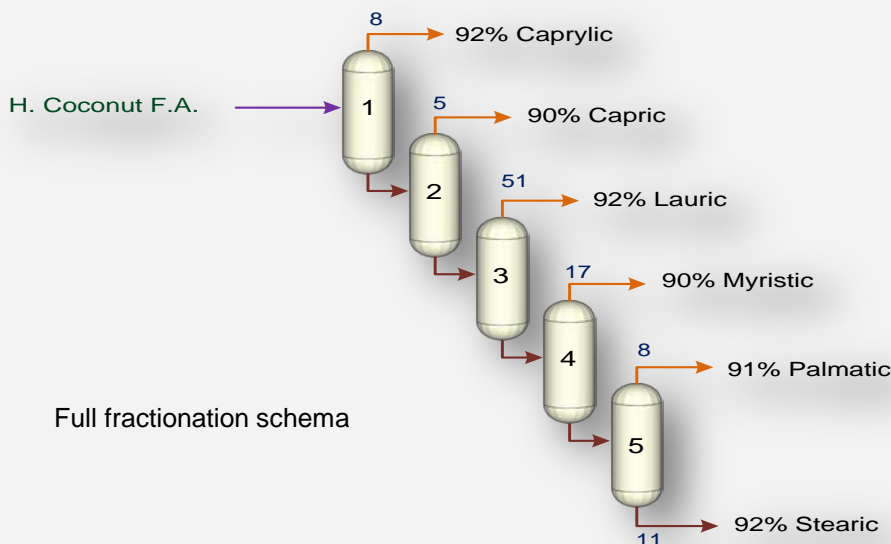 8
92% Caprylic
H. Coconut F.A.
1
5
90% Capric
2
51
92% Lauric
3
17
90% Myristic
4
8
91% Palmatic
Full fractionation schema
5
92% Stearic
11